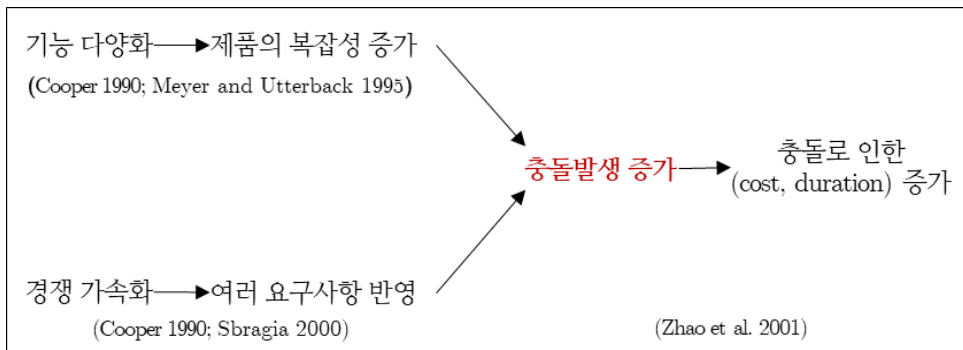 기능 다양화 제품의 복잡성 증가
(Cooper 1990; Meyer and Utterback 1995)
충돌발생 증가
충돌로 인한
(cost, duration) 증가
경쟁 가속화 여러 요구사항 반영
(Cooper 1990; Sbragia 2000)
(Zhao et al. 2001)